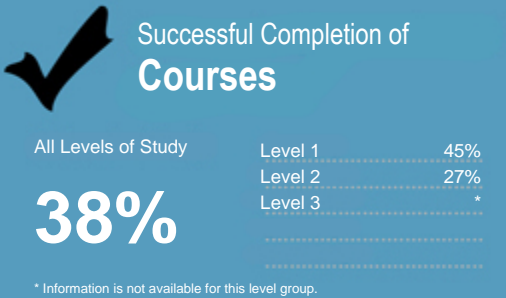 Successful Completion of
Courses
All Levels of Study
38%
Level 1 45%
Level 2 27%
Level 3 *
* Information is not available for this level group.